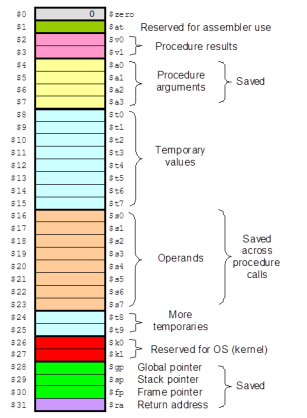 $0 0 $zero
$1 $at Reserved for assembler use
$2 $v0
$3 $v1
Procedure results
$4 $a0
$5 $a1
$6 $a2
$7 $a3
Procedure
arguments
Saved
$8 $t0
$9 $t1
$10 $t2
$11 $t3
$12 $t4
$13 $t5
$14 $t6
$15 $t7
Temporary
values
$16 $s0
$17 $s1
$18 $s2
$19 $s3
$20 $s4
$21 $s5
$22 $s6
$23 $s7
Operands
Saved
across
procedure
calls
$24 $t8
$25 $t9
More
temporaries
$26 $k0
$27 $k1
Reserved for OS (kernel)
$28 $gp Global pointer
$29 $sp Stack pointer
$30 $fp Frame pointer
$31 $ra Return address
Saved